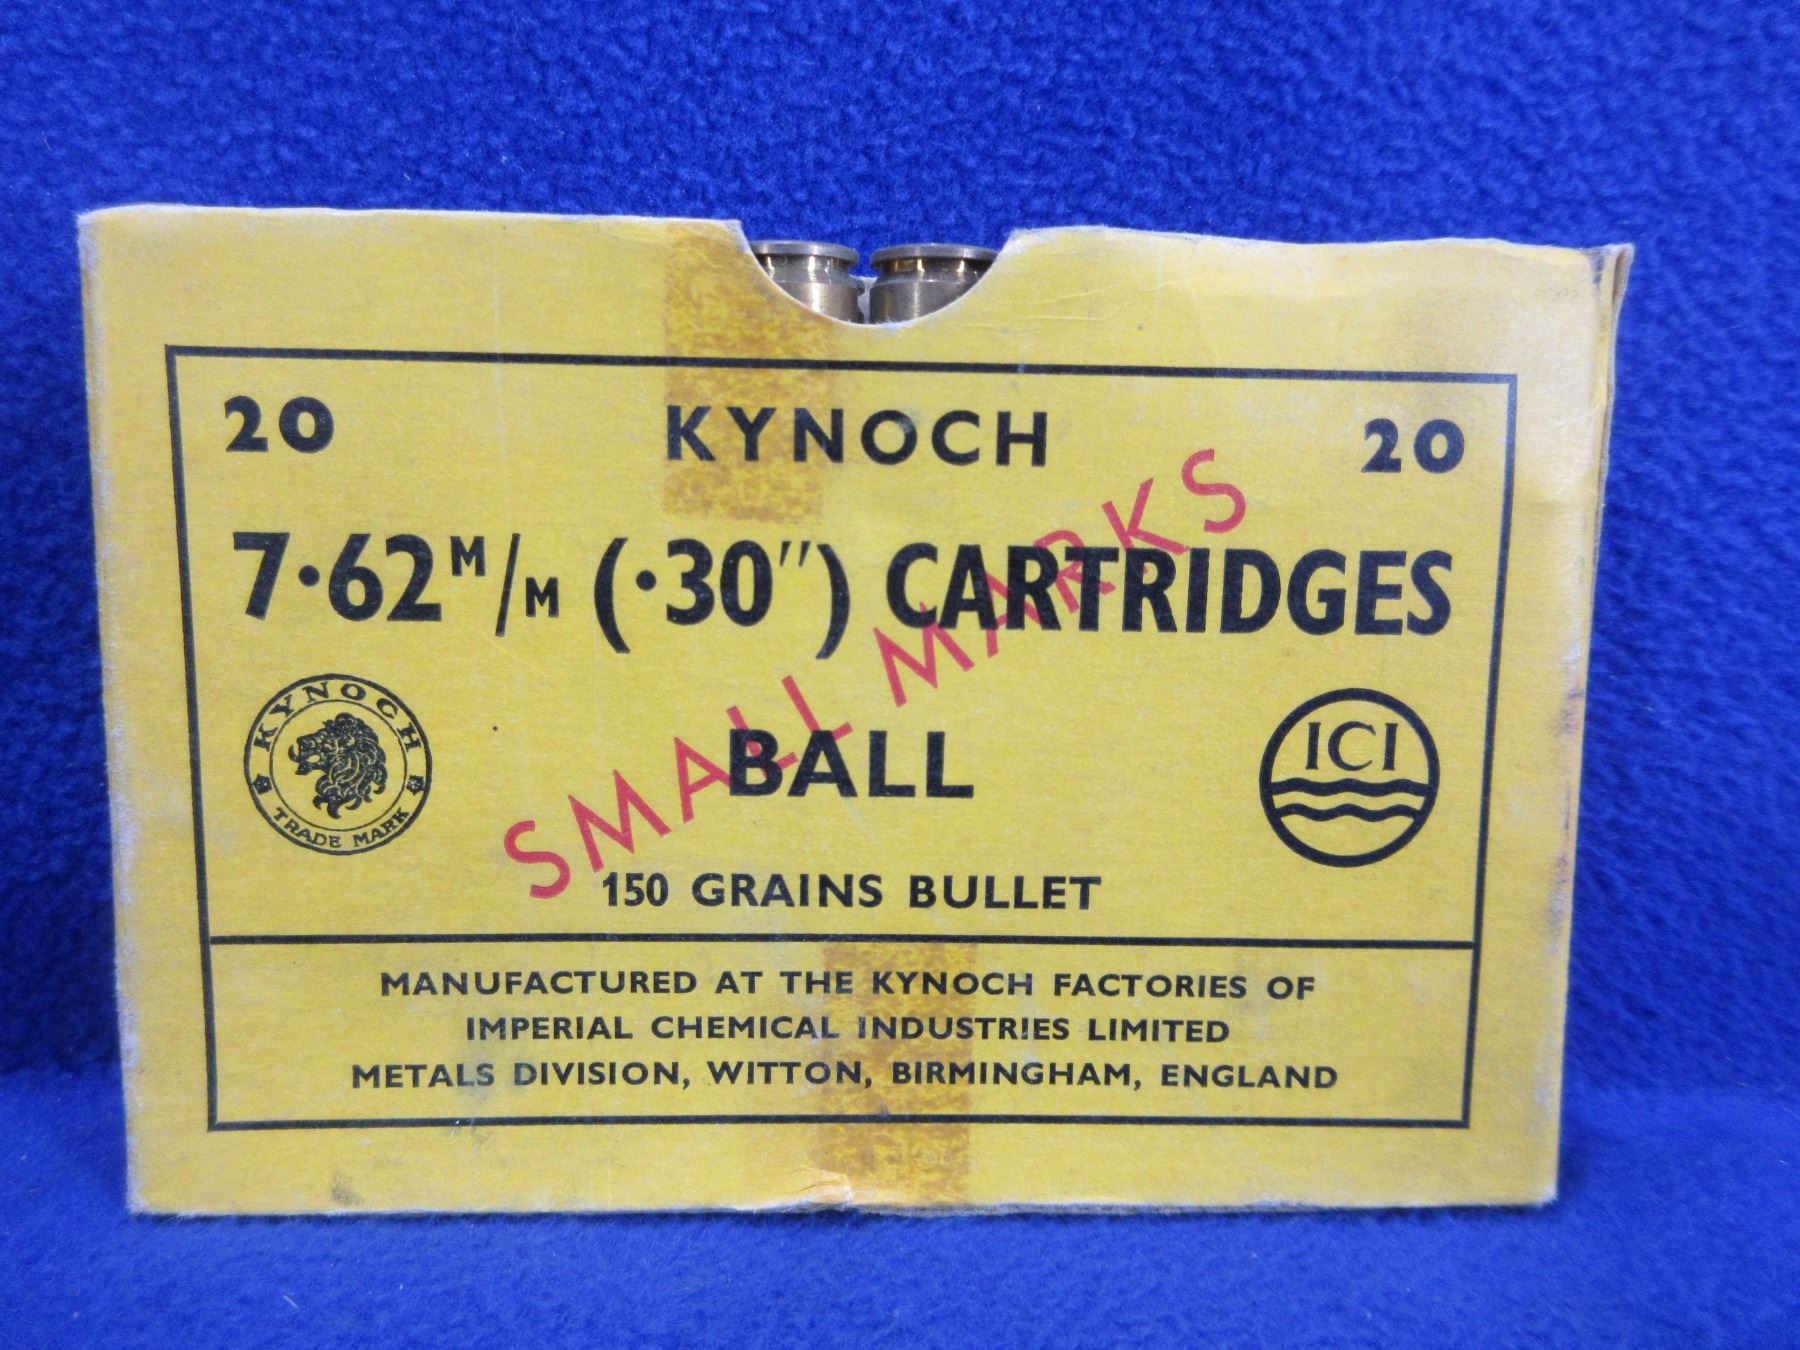 20 KYNOCH 20
7·62 M/M (·30") CARTRIDGES
SMALL MARKS
BALL
KYNOCH
TRADE MARK
ICI
150 GRAINS BULLET
MANUFACTURED AT THE KYNOCH FACTORIES OF
IMPERIAL CHEMICAL INDUSTRIES LIMITED
METALS DIVISION, WITTON, BIRMINGHAM, ENGLAND